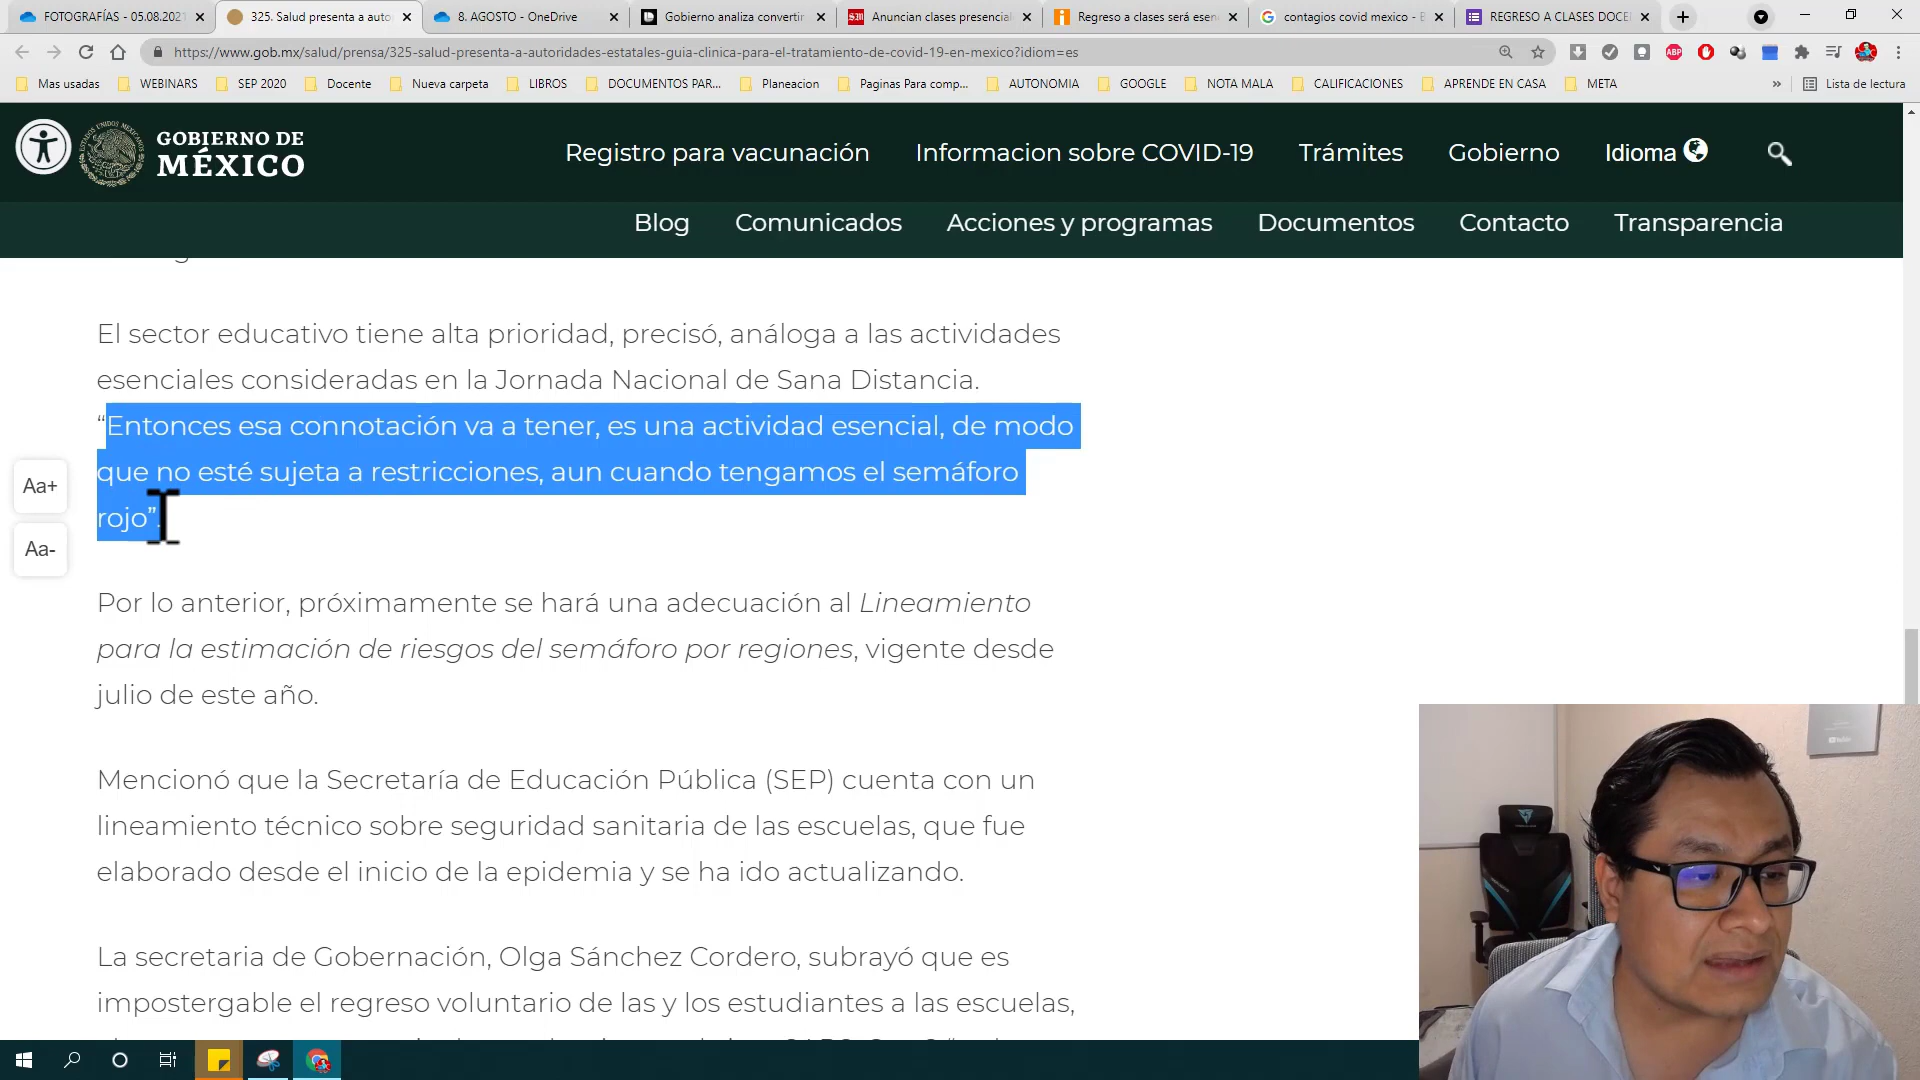 FOTOGRAFÍAS - 05.08.2021
325. Salud presenta a auto
8. AGOSTO - OneDrive
Gobierno analiza convertir
Anuncian clases presencial
Regreso a clases será esen
contagios covid mexico - B
REGRESO A CLASES DOCE
https://www.gob.mx/salud/prensa/325-salud-presenta-a-autoridades-estatales-guia-clinica-para-el-tratamiento-de-covid-19-en-mexico?idiom=es
Mas usadas
WEBINARS
SEP 2020
Docente
Nueva carpeta
LIBROS
DOCUMENTOS PAR...
Planeacion
Paginas Para comp...
AUTONOMIA
GOOGLE
NOTA MALA
CALIFICACIONES
APRENDE EN CASA
META
»
Lista de lectura
GOBIERNO DE
MÉXICO
Registro para vacunación
Informacion sobre COVID-19
Trámites
Gobierno
Idioma
Blog
Comunicados
Acciones y programas
Documentos
Contacto
Transparencia
El sector educativo tiene alta prioridad, precisó, análoga a las actividades
esenciales consideradas en la Jornada Nacional de Sana Distancia.
“Entonces esa connotación va a tener, es una actividad esencial, de modo
que no esté sujeta a restricciones, aun cuando tengamos el semáforo
rojo”.
Aa+
Aa-
Por lo anterior, próximamente se hará una adecuación al Lineamiento
para la estimación de riesgos del semáforo por regiones, vigente desde
julio de este año.
Mencionó que la Secretaría de Educación Pública (SEP) cuenta con un
lineamiento técnico sobre seguridad sanitaria de las escuelas, que fue
elaborado desde el inicio de la epidemia y se ha ido actualizando.
La secretaria de Gobernación, Olga Sánchez Cordero, subrayó que es
impostergable el regreso voluntario de las y los estudiantes a las escuelas,